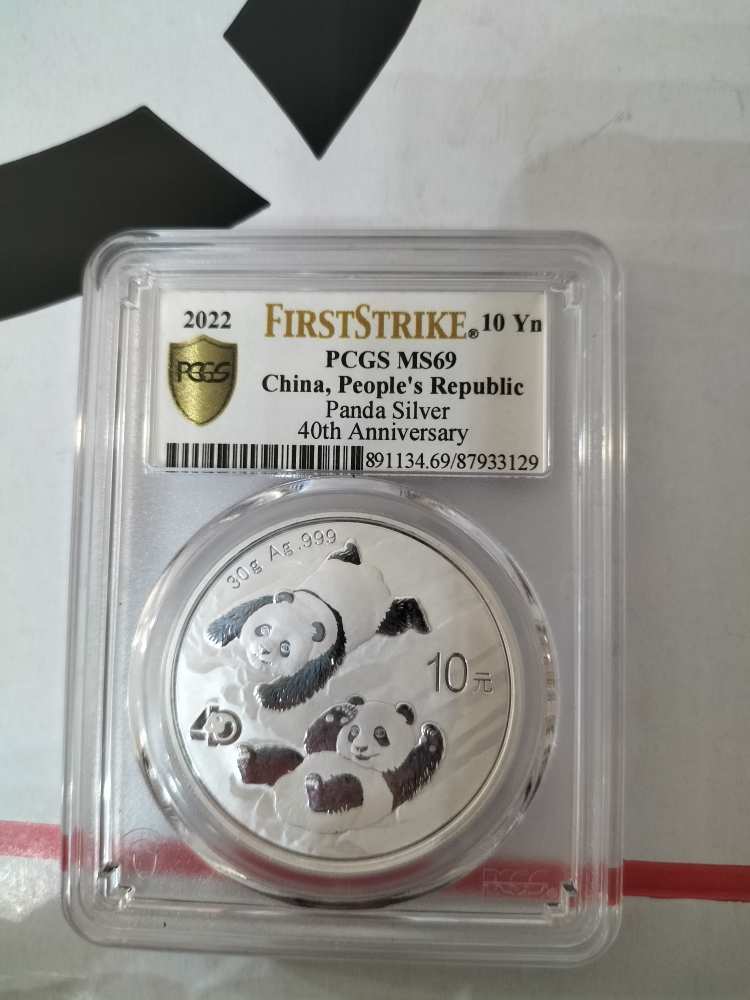 2022 FIRSTSTRIKE® 10 Yn
PCGS
PCGS MS69
China, People's Republic
Panda Silver
40th Anniversary
891134.69/87933129
30g Ag.999
10元
40
PCGS